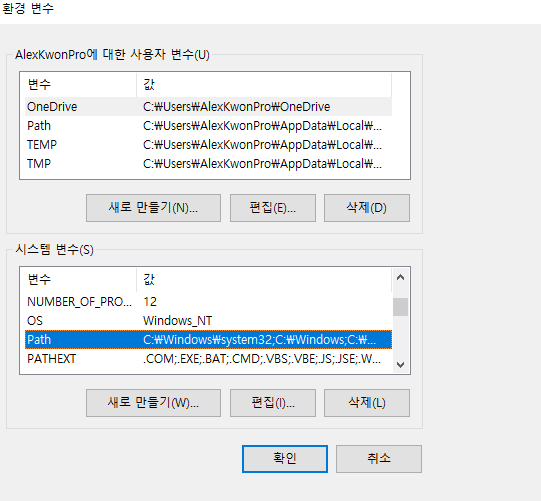 환경 변수
AlexKwonPro에 대한 사용자 변수(U)
변수 값
OneDrive C:₩Users₩AlexKwonPro₩OneDrive
Path C:₩Users₩AlexKwonPro₩AppData₩Local₩...
TEMP C:₩Users₩AlexKwonPro₩AppData₩Local₩...
TMP C:₩Users₩AlexKwonPro₩AppData₩Local₩...
새로 만들기(N)... 편집(E)... 삭제(D)
시스템 변수(S)
변수 값
NUMBER_OF_PRO... 12
OS Windows_NT
Path C:₩Windows₩system32;C:₩Windows;C:₩...
PATHEXT .COM;.EXE;.BAT;.CMD;.VBS;.VBE;.JS;.JSE;.W...
새로 만들기(W)... 편집(I)... 삭제(L)
확인 취소